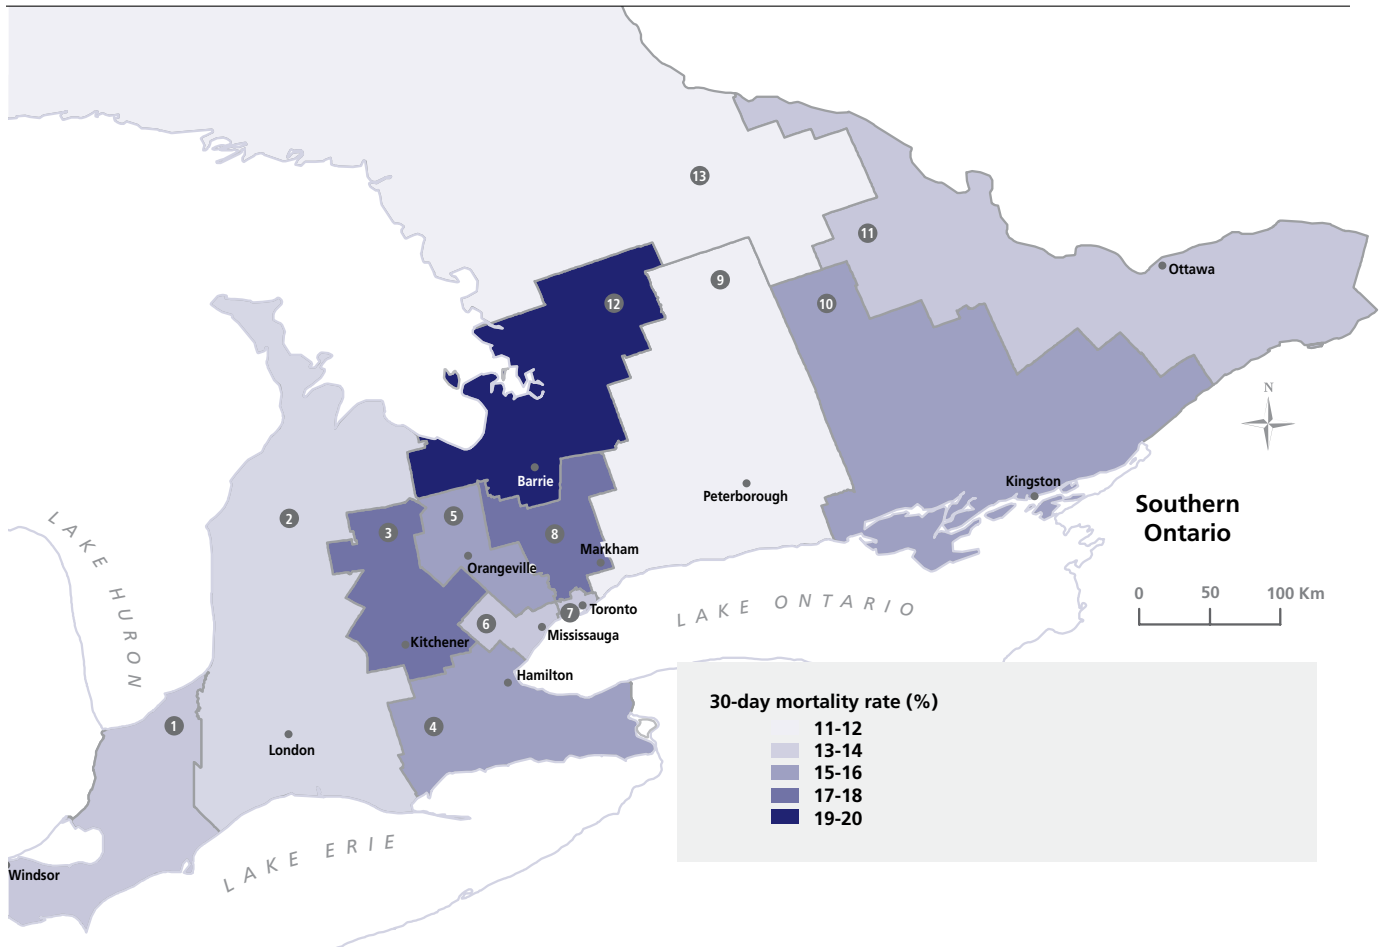 13
11
Ottawa
9
12
10
N
Barrie
Kingston
Peterborough
Southern
Ontario
LAKE HURON
2
3
5
8
Markham
Orangeville
0 50 100 Km
7
Toronto
LAKE ONTARIO
6
Mississauga
Kitchener
Hamilton
1
4
London
30-day mortality rate (%)
11-12
13-14
15-16
17-18
19-20
LAKE ERIE
Windsor